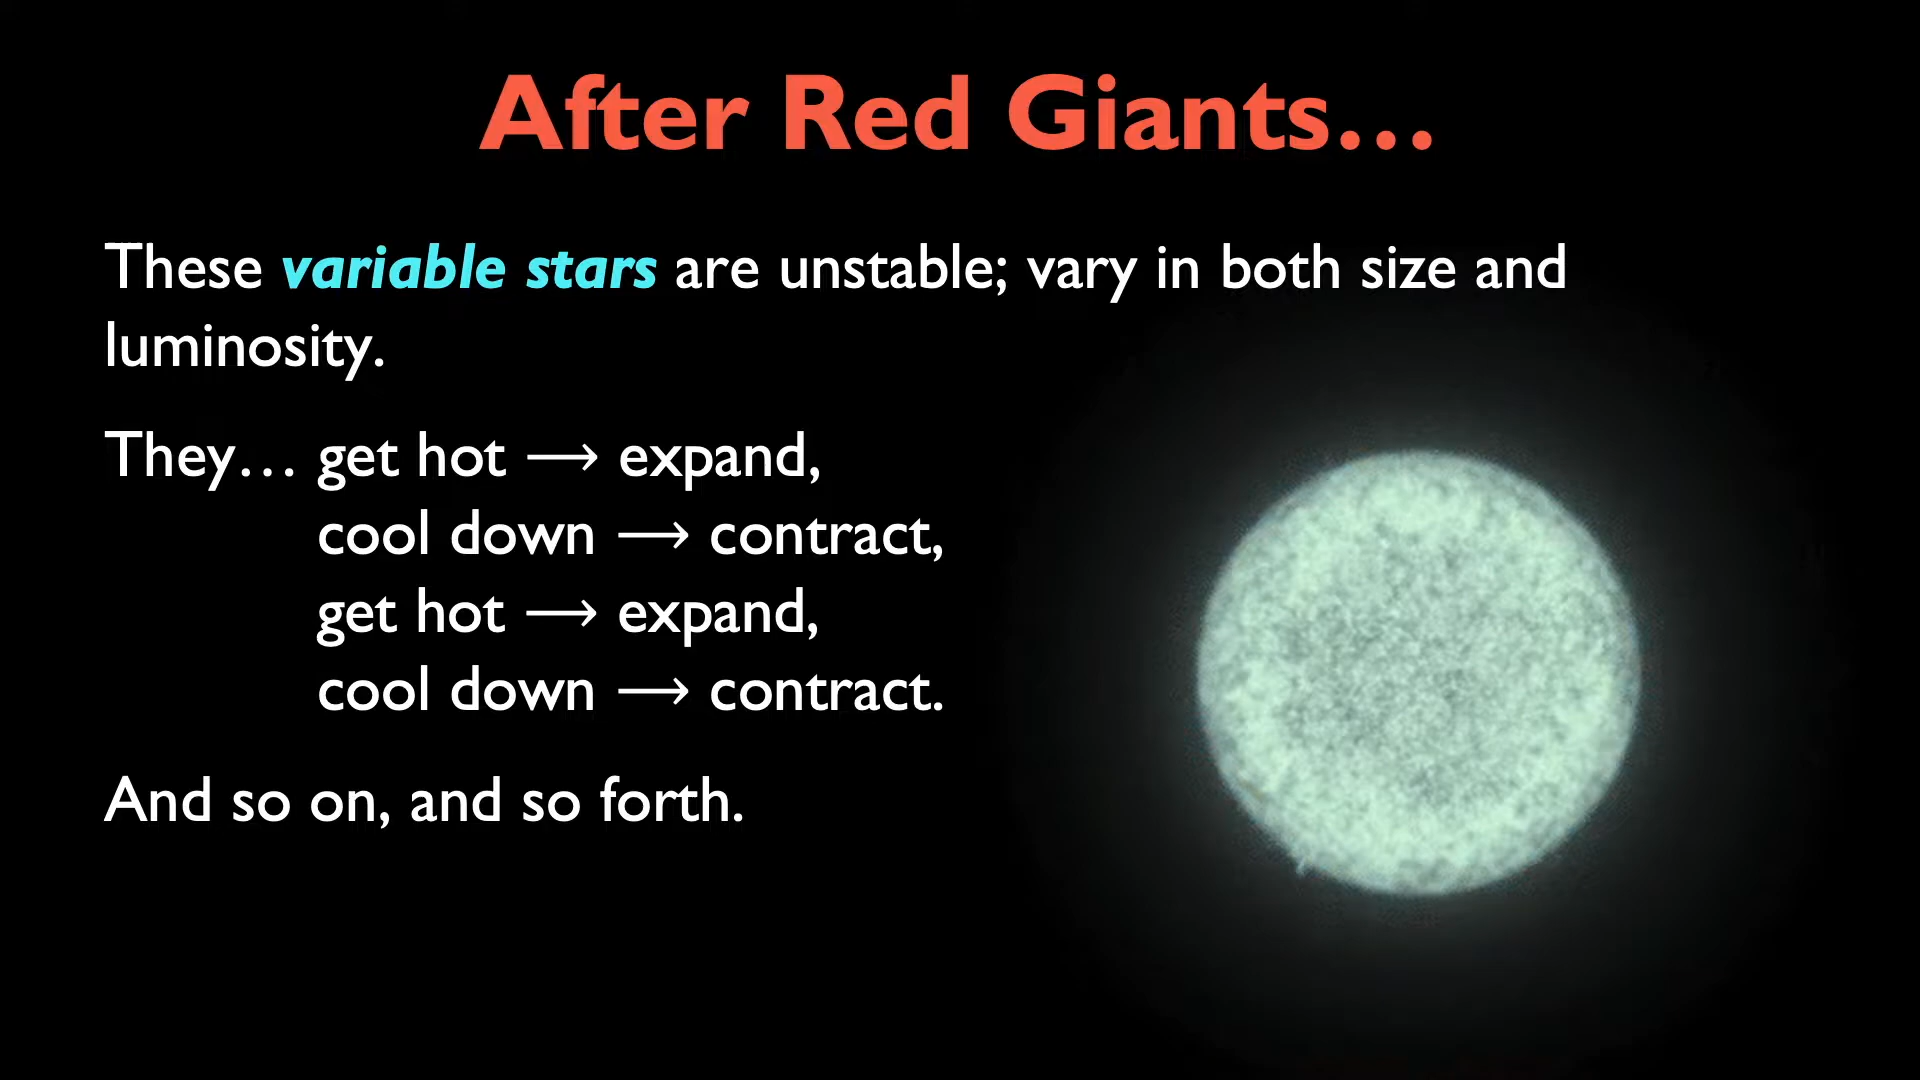 After Red Giants…
These variable stars are unstable; vary in both size and
luminosity.
They… get hot ⟶ expand,
cool down ⟶ contract,
get hot ⟶ expand,
cool down ⟶ contract.
And so on, and so forth.